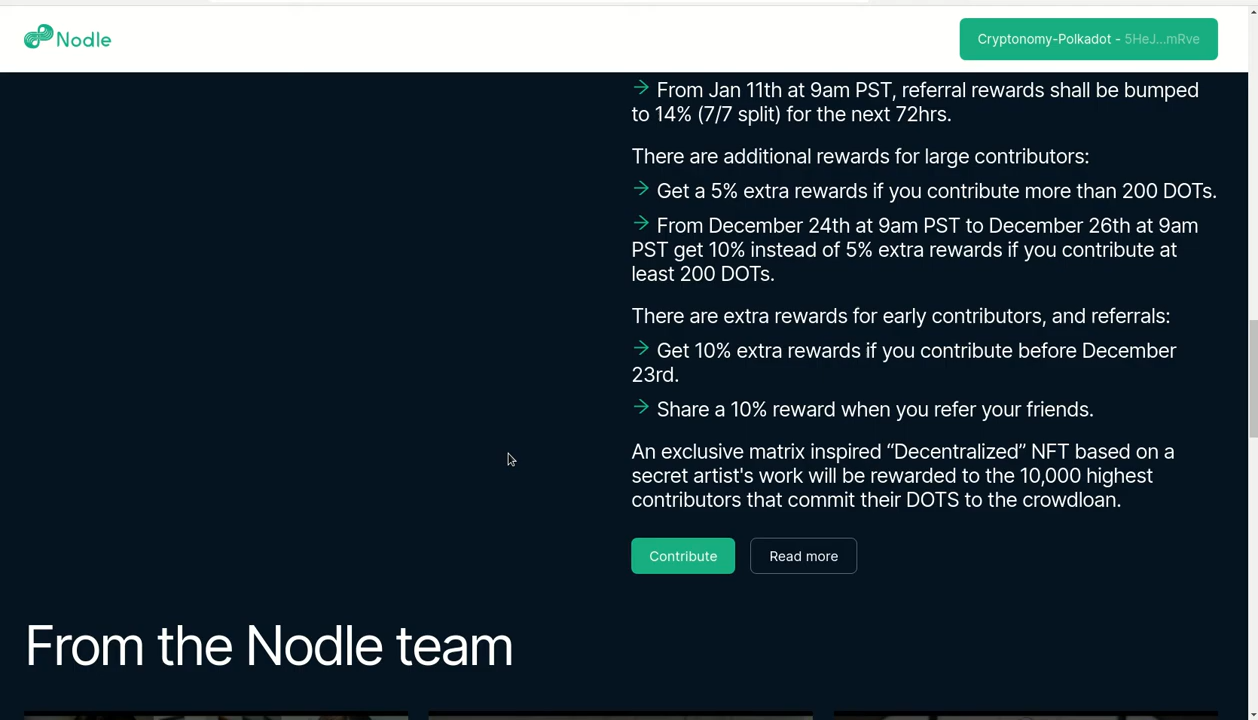 Nodle
Cryptonomy-Polkadot - 5HeJ...mRve
→ From Jan 11th at 9am PST, referral rewards shall be bumped
to 14% (7/7 split) for the next 72hrs.
There are additional rewards for large contributors:
→ Get a 5% extra rewards if you contribute more than 200 DOTs.
→ From December 24th at 9am PST to December 26th at 9am
PST get 10% instead of 5% extra rewards if you contribute at
least 200 DOTs.
There are extra rewards for early contributors, and referrals:
→ Get 10% extra rewards if you contribute before December
23rd.
→ Share a 10% reward when you refer your friends.
An exclusive matrix inspired “Decentralized” NFT based on a
secret artist's work will be rewarded to the 10,000 highest
contributors that commit their DOTS to the crowdloan.
Contribute
Read more
From the Nodle team